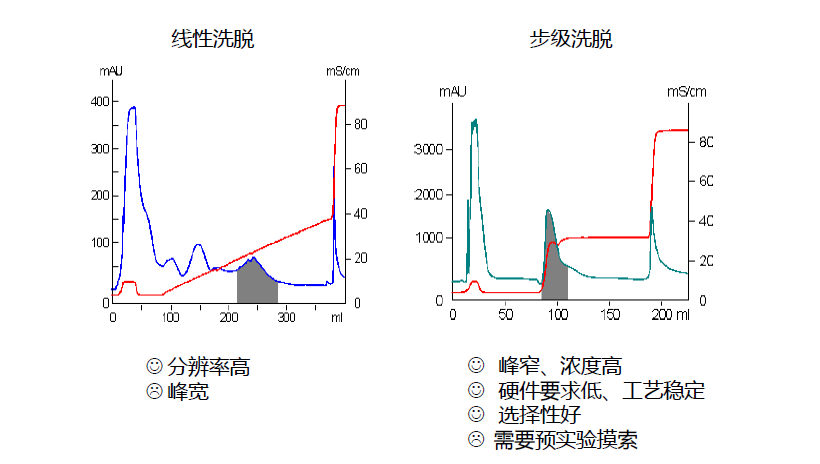 线性洗脱
步级洗脱
mAU
mS/cm
400
300
200
100
0
80
60
40
20
0
0
100
200
300
ml
mAU
mS/cm
3000
2000
1000
0
80
60
40
20
0
0
50
100
150
200 ml
☺ 分辨率高
☹ 峰宽
☺ 峰窄、浓度高
☺ 硬件要求低、工艺稳定
☺ 选择性好
☹ 需要预实验摸索